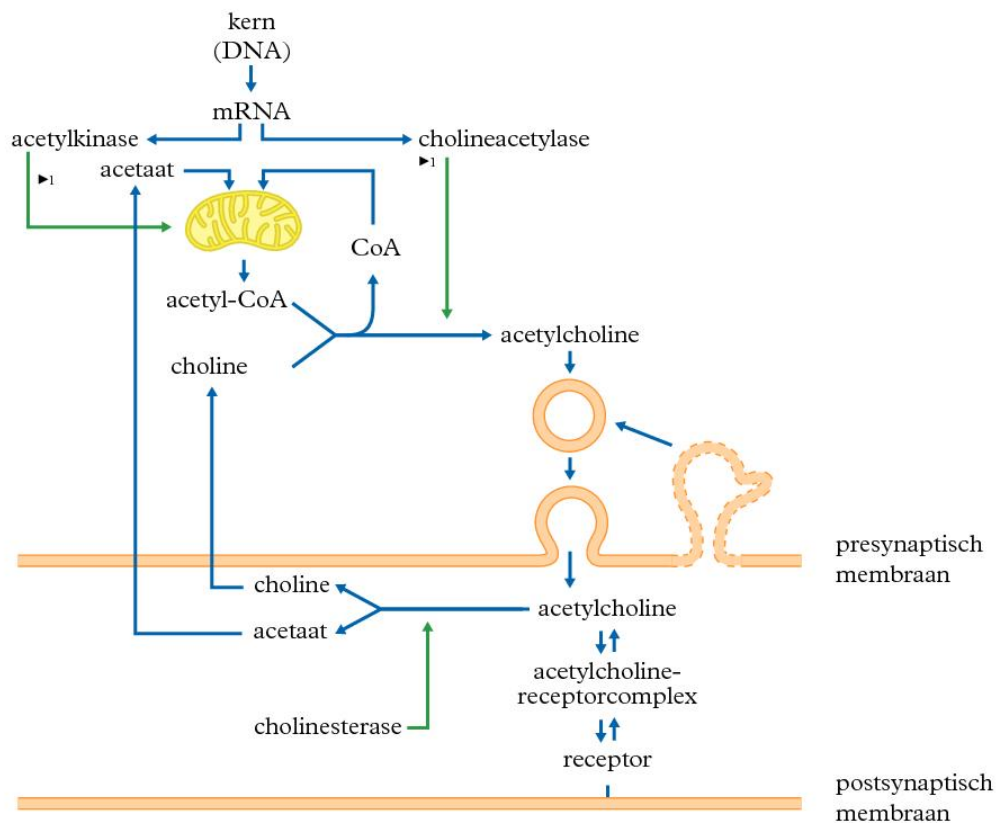 kern
(DNA)
mRNA
acetylkinase
cholineacetylase
►1
►1
acetaat
CoA
acetyl-CoA
acetylcholine
choline
presynaptisch
membraan
choline
acetylcholine
acetaat
acetylcholine-
receptorcomplex
cholinesterase
receptor
postsynaptisch
membraan